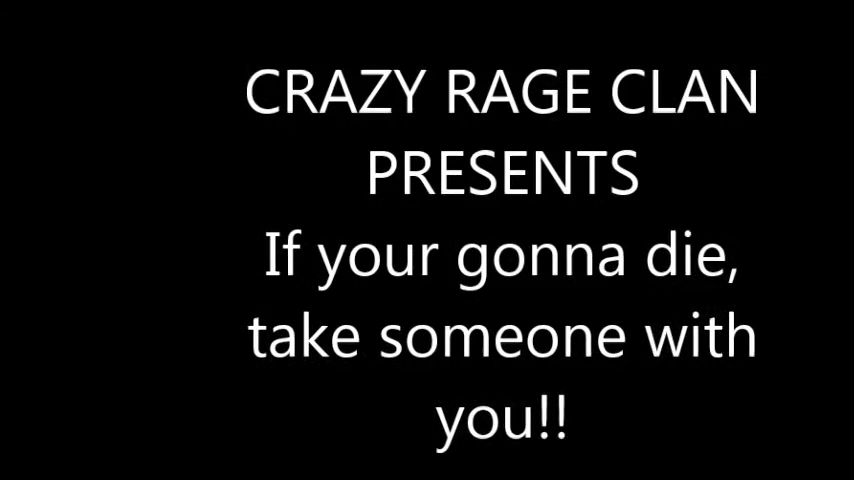 CRAZY RAGE CLAN
PRESENTS
If your gonna die,
take someone with
you!!